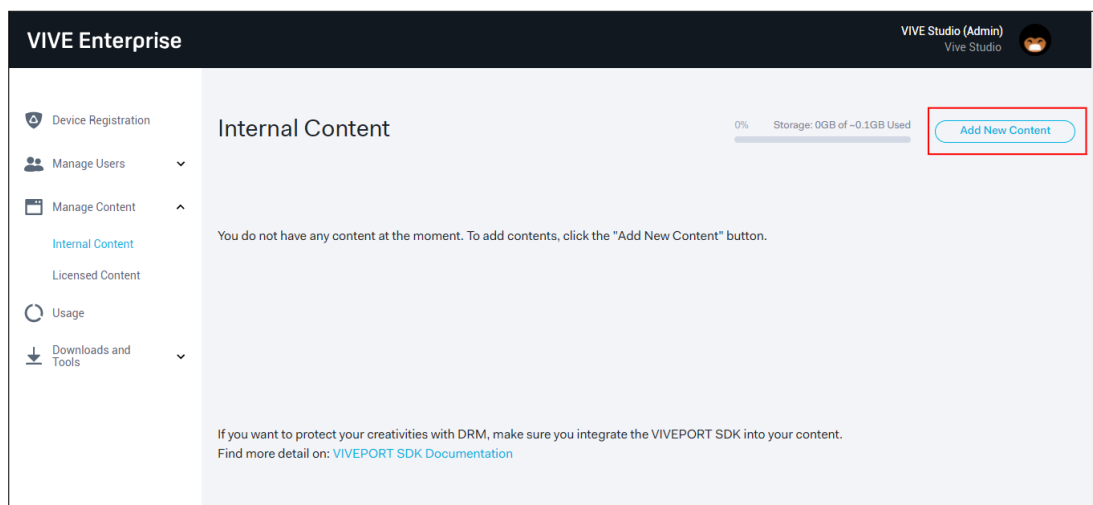 VIVE Enterprise
VIVE Studio (Admin)
Vive Studio
Device Registration
Manage Users
Manage Content
Internal Content
Licensed Content
Usage
Downloads and
Tools
Internal Content
0% Storage: 0GB of ~0.1GB Used
Add New Content
You do not have any content at the moment. To add contents, click the "Add New Content" button.
If you want to protect your creativities with DRM, make sure you integrate the VIVEPORT SDK into your content.
Find more detail on: VIVEPORT SDK Documentation